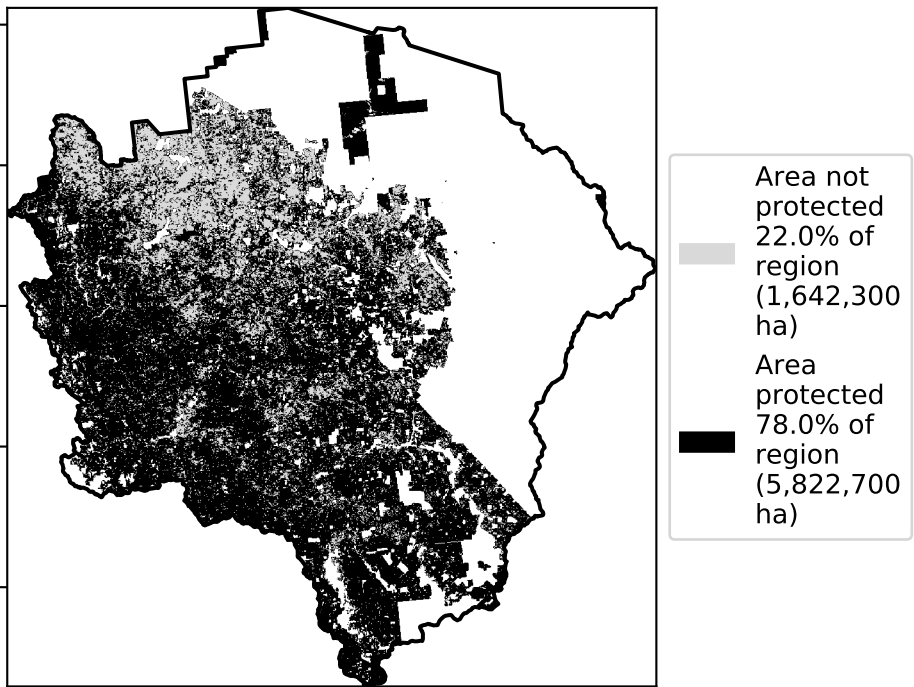 Area not
protected
22.0% of
region
(1,642,300
ha)
Area
protected
78.0% of
region
(5,822,700
ha)